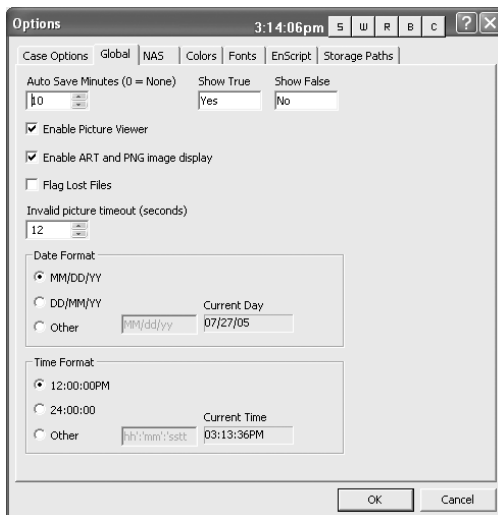 Options 3:14:06pm S W R B C ? X
Case Options Global NAS Colors Fonts EnScript Storage Paths
Auto Save Minutes (0 = None) Show True Show False
10 Yes No
Enable Picture Viewer
Enable ART and PNG image display
Flag Lost Files
Invalid picture timeout (seconds)
12
Date Format
MM/DD/YY
DD/MM/YY Current Day
Other MM/dd/yy 07/27/05
Time Format
12:00:00PM
24:00:00 Current Time
Other hh':'mm':'sstt 03:13:36PM
OK Cancel